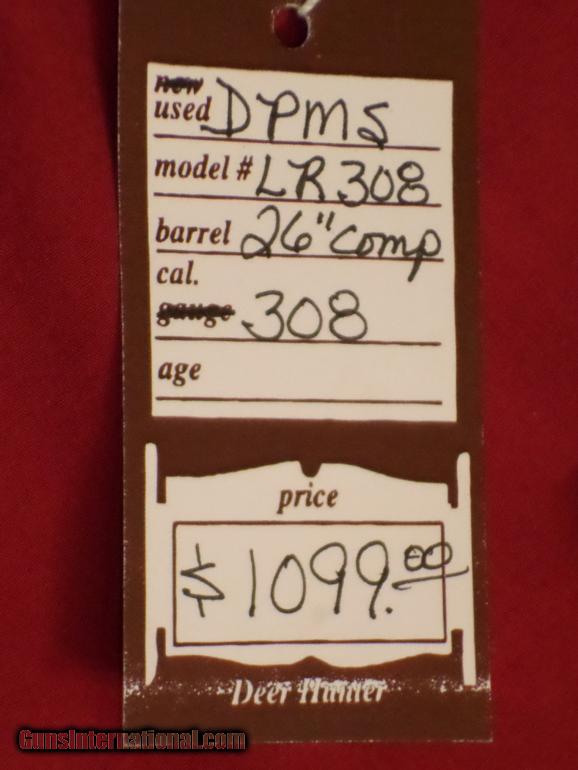 new
used DPMS
model # LR308
barrel 26" comp
cal.
gauge 308
age
price
$1099.00
Deer Hunter
GunsInternational.com